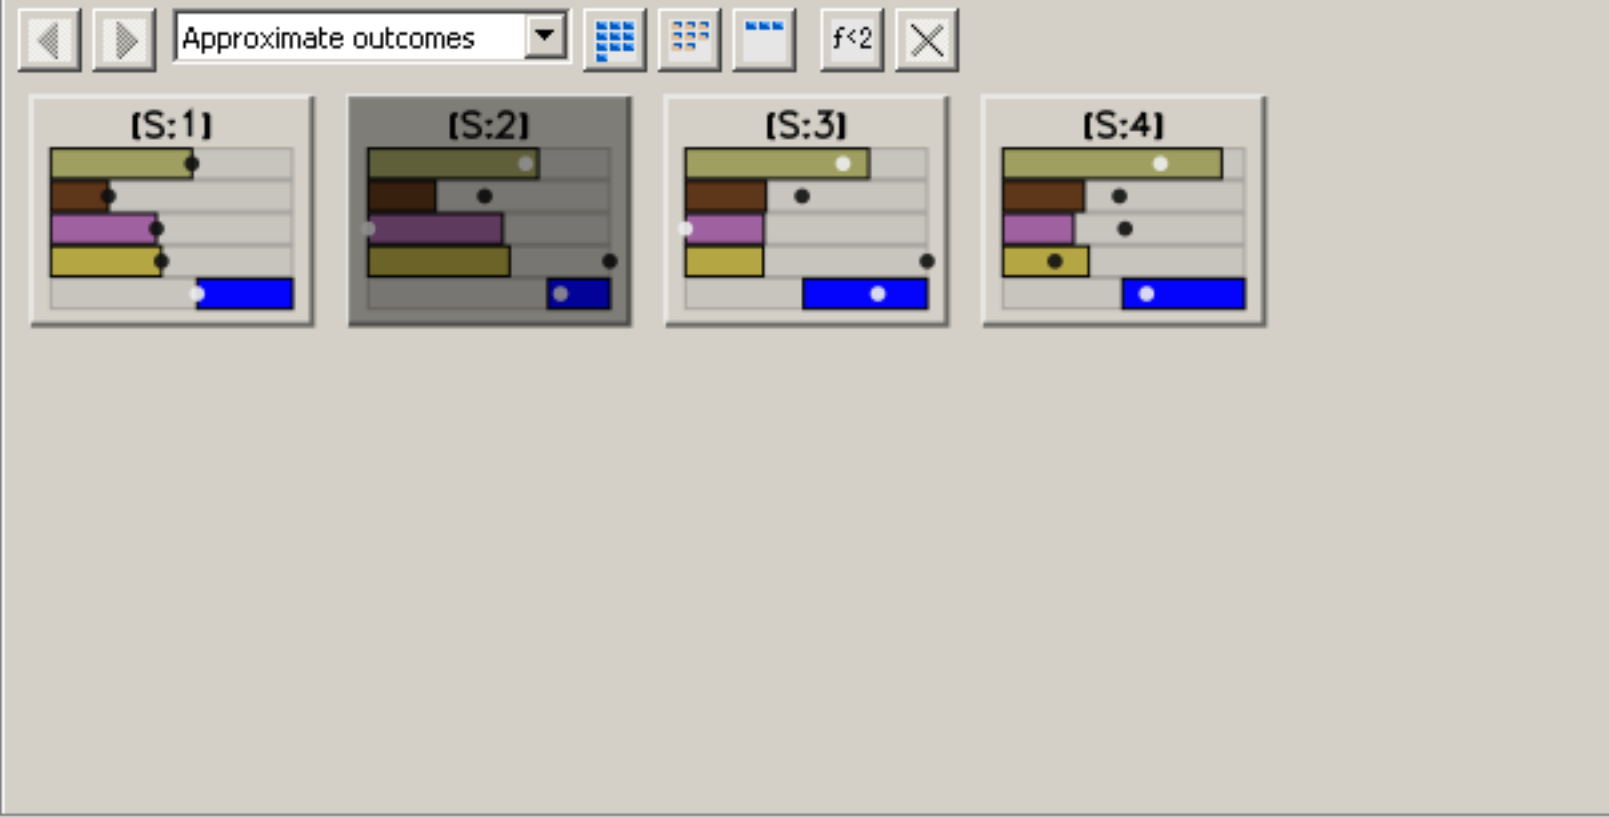 Approximate outcomes
f<2
(S:1)
(S:2)
(S:3)
(S:4)